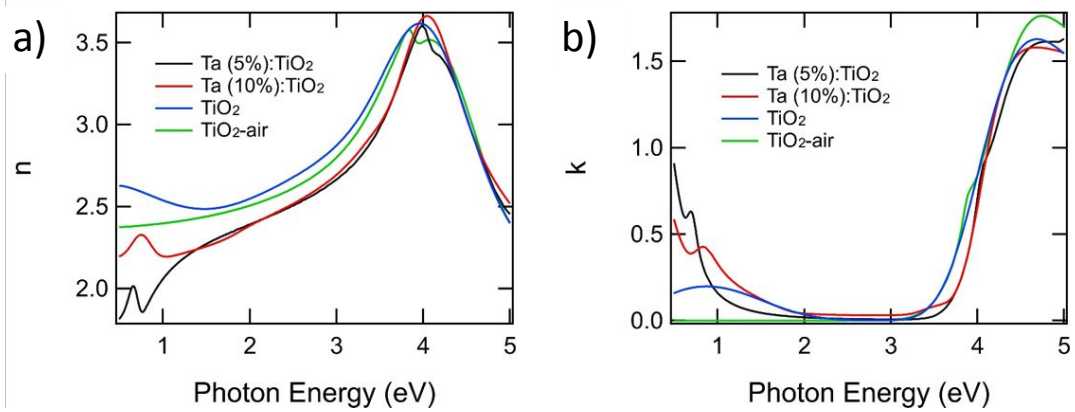 a)
3.5
3.0
2.5
2.0
n
Ta (5%):TiO₂
Ta (10%):TiO₂
TiO₂
TiO₂-air
1 2 3 4 5
Photon Energy (eV)
b)
1.5
1.0
0.5
0.0
k
Ta (5%):TiO₂
Ta (10%):TiO₂
TiO₂
TiO₂-air
1 2 3 4 5
Photon Energy (eV)